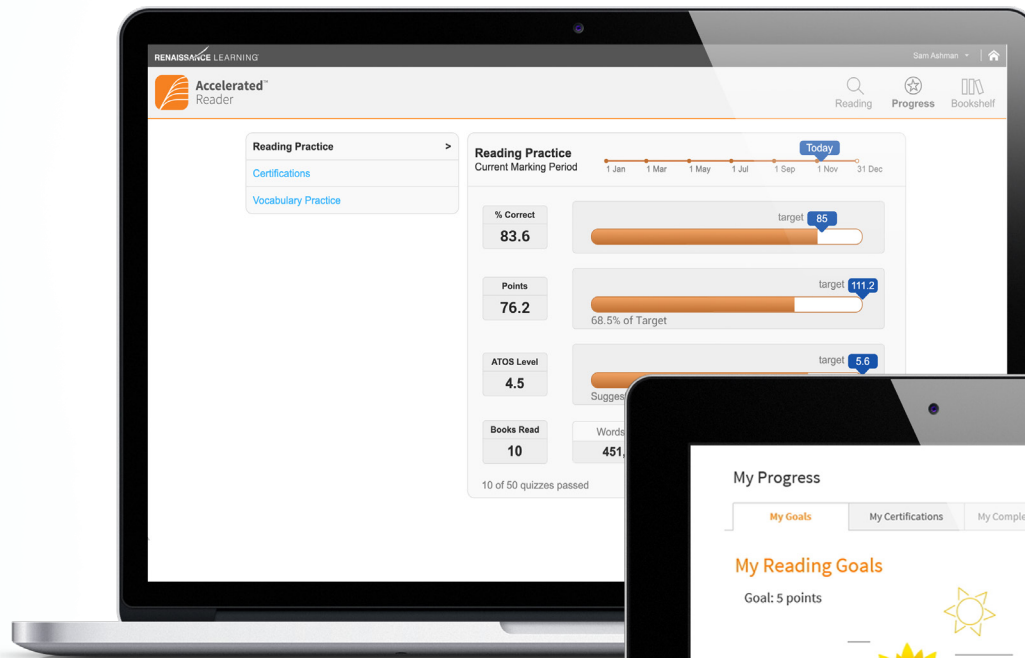 RENAISSANCE LEARNING
Sam Ashman
Accelerated™
Reader
Reading
Progress
Bookshelf
Reading Practice >
Certifications
Vocabulary Practice
Reading Practice
Current Marking Period
Today
1 Jan 1 Mar 1 May 1 Jul 1 Sep 1 Nov 31 Dec
% Correct
83.6
target 85
Points
76.2
target 111.2
68.5% of Target
ATOS Level
4.5
target 5.6
Books Read
10
Words
451,
10 of 50 quizzes passed
My Progress
My Goals
My Certifications
My Comple
My Reading Goals
Goal: 5 points